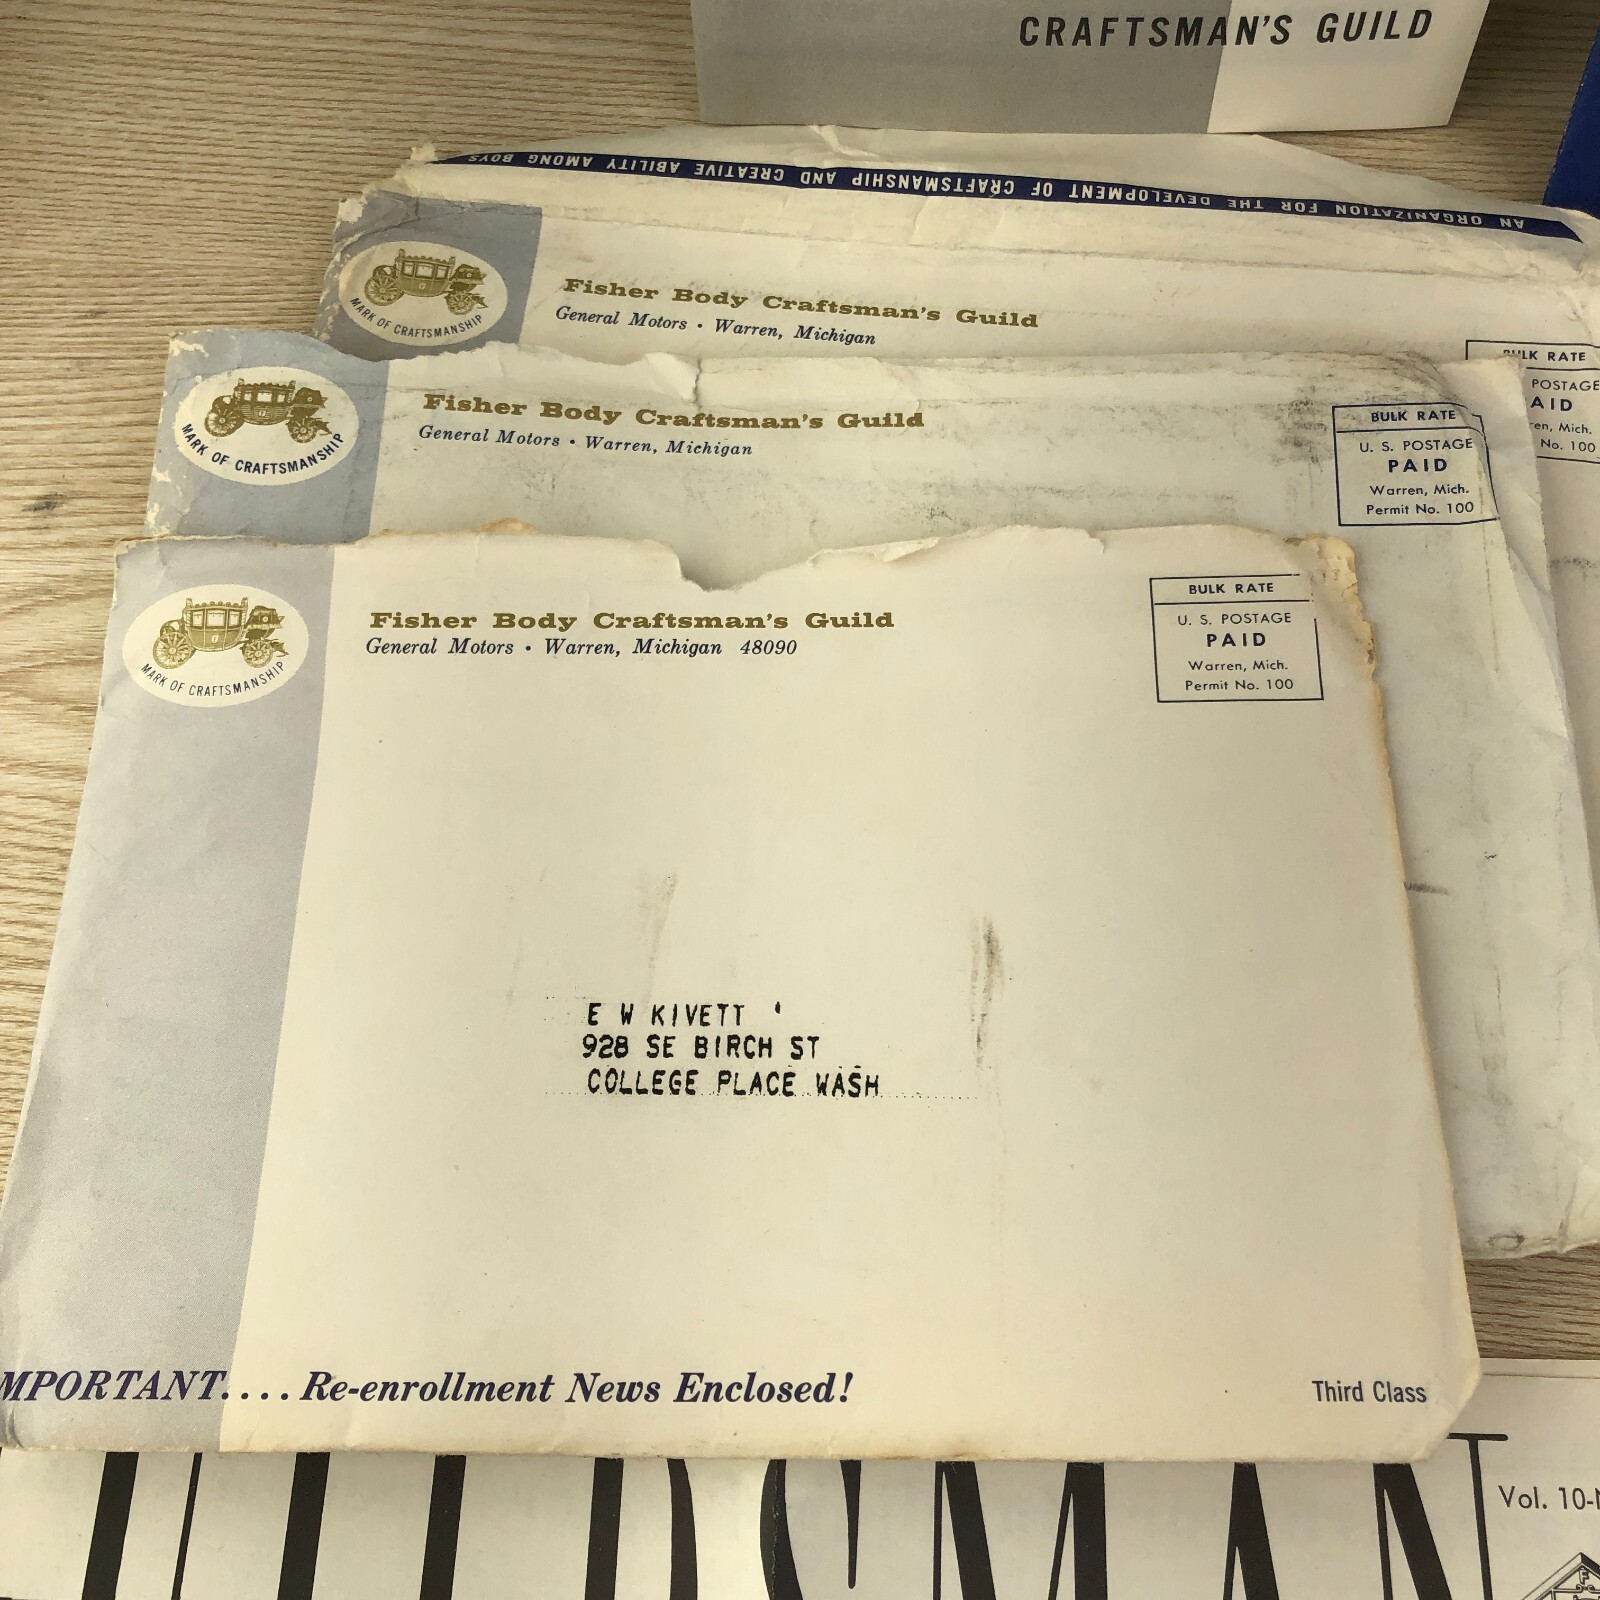 CRAFTSMAN'S GUILD
AN ORGANIZATION FOR THE DEVELOPMENT OF CRAFTSMANSHIP AND CREATIVE ABILITY AMONG BOYS
MARK OF CRAFTSMANSHIP
Fisher Body Craftsman's Guild
General Motors • Warren, Michigan
BULK RATE
POSTAGE
PAID
Mich.
No. 100
MARK OF CRAFTSMANSHIP
Fisher Body Craftsman's Guild
General Motors • Warren, Michigan
BULK RATE
U. S. POSTAGE
PAID
Warren, Mich.
Permit No. 100
MARK OF CRAFTSMANSHIP
Fisher Body Craftsman's Guild
General Motors • Warren, Michigan 48090
BULK RATE
U. S. POSTAGE
PAID
Warren, Mich.
Permit No. 100
E W KIVETT
928 SE BIRCH ST
COLLEGE PLACE WASH
MPORTANT.... Re-enrollment News Enclosed!
Third Class
Vol. 10-